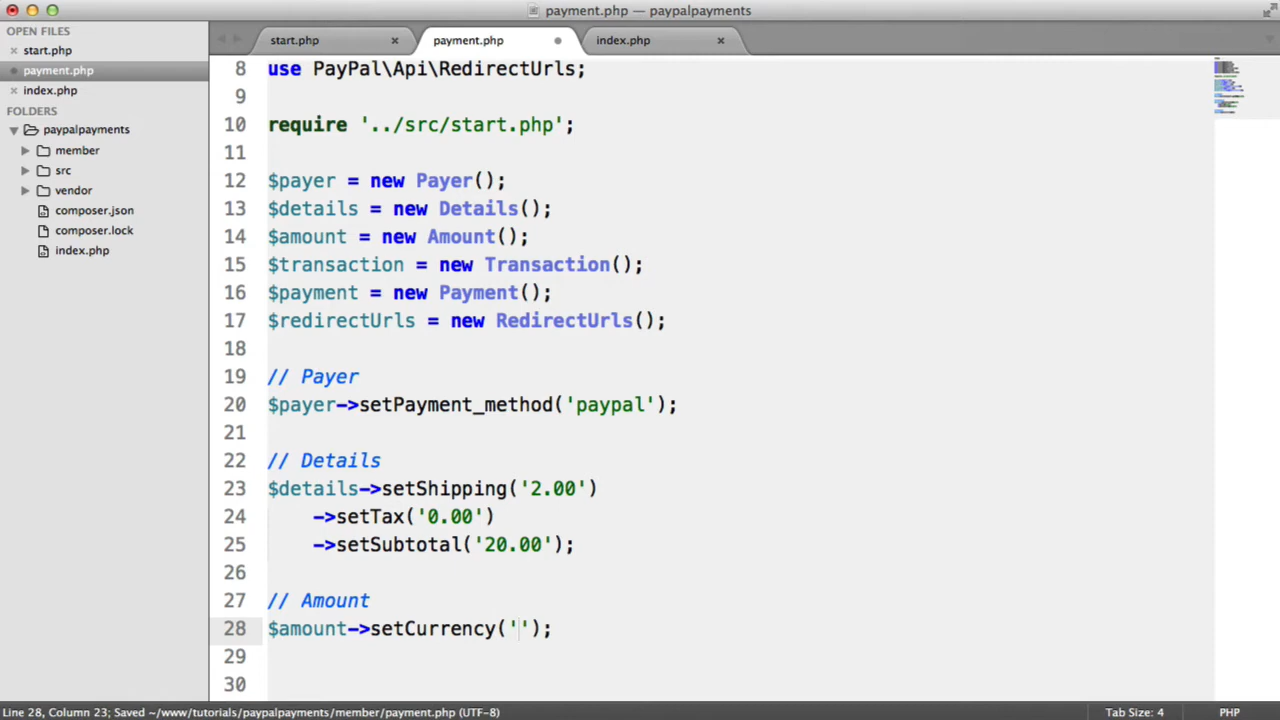 payment.php — paypalpayments
OPEN FILES
start.php
payment.php
index.php
FOLDERS
paypalpayments
member
src
vendor
composer.json
composer.lock
index.php
start.php
payment.php
index.php
8 use PayPal\Api\RedirectUrls;
9
10 require '../src/start.php';
11
12 $payer = new Payer();
13 $details = new Details();
14 $amount = new Amount();
15 $transaction = new Transaction();
16 $payment = new Payment();
17 $redirectUrls = new RedirectUrls();
18
19 // Payer
20 $payer->setPayment_method('paypal');
21
22 // Details
23 $details->setShipping('2.00')
24 ->setTax('0.00')
25 ->setSubtotal('20.00');
26
27 // Amount
28 $amount->setCurrency('');
29
30
Line 28, Column 23; Saved ~/www/tutorials/paypalpayments/member/payment.php (UTF-8)
Tab Size: 4
PHP